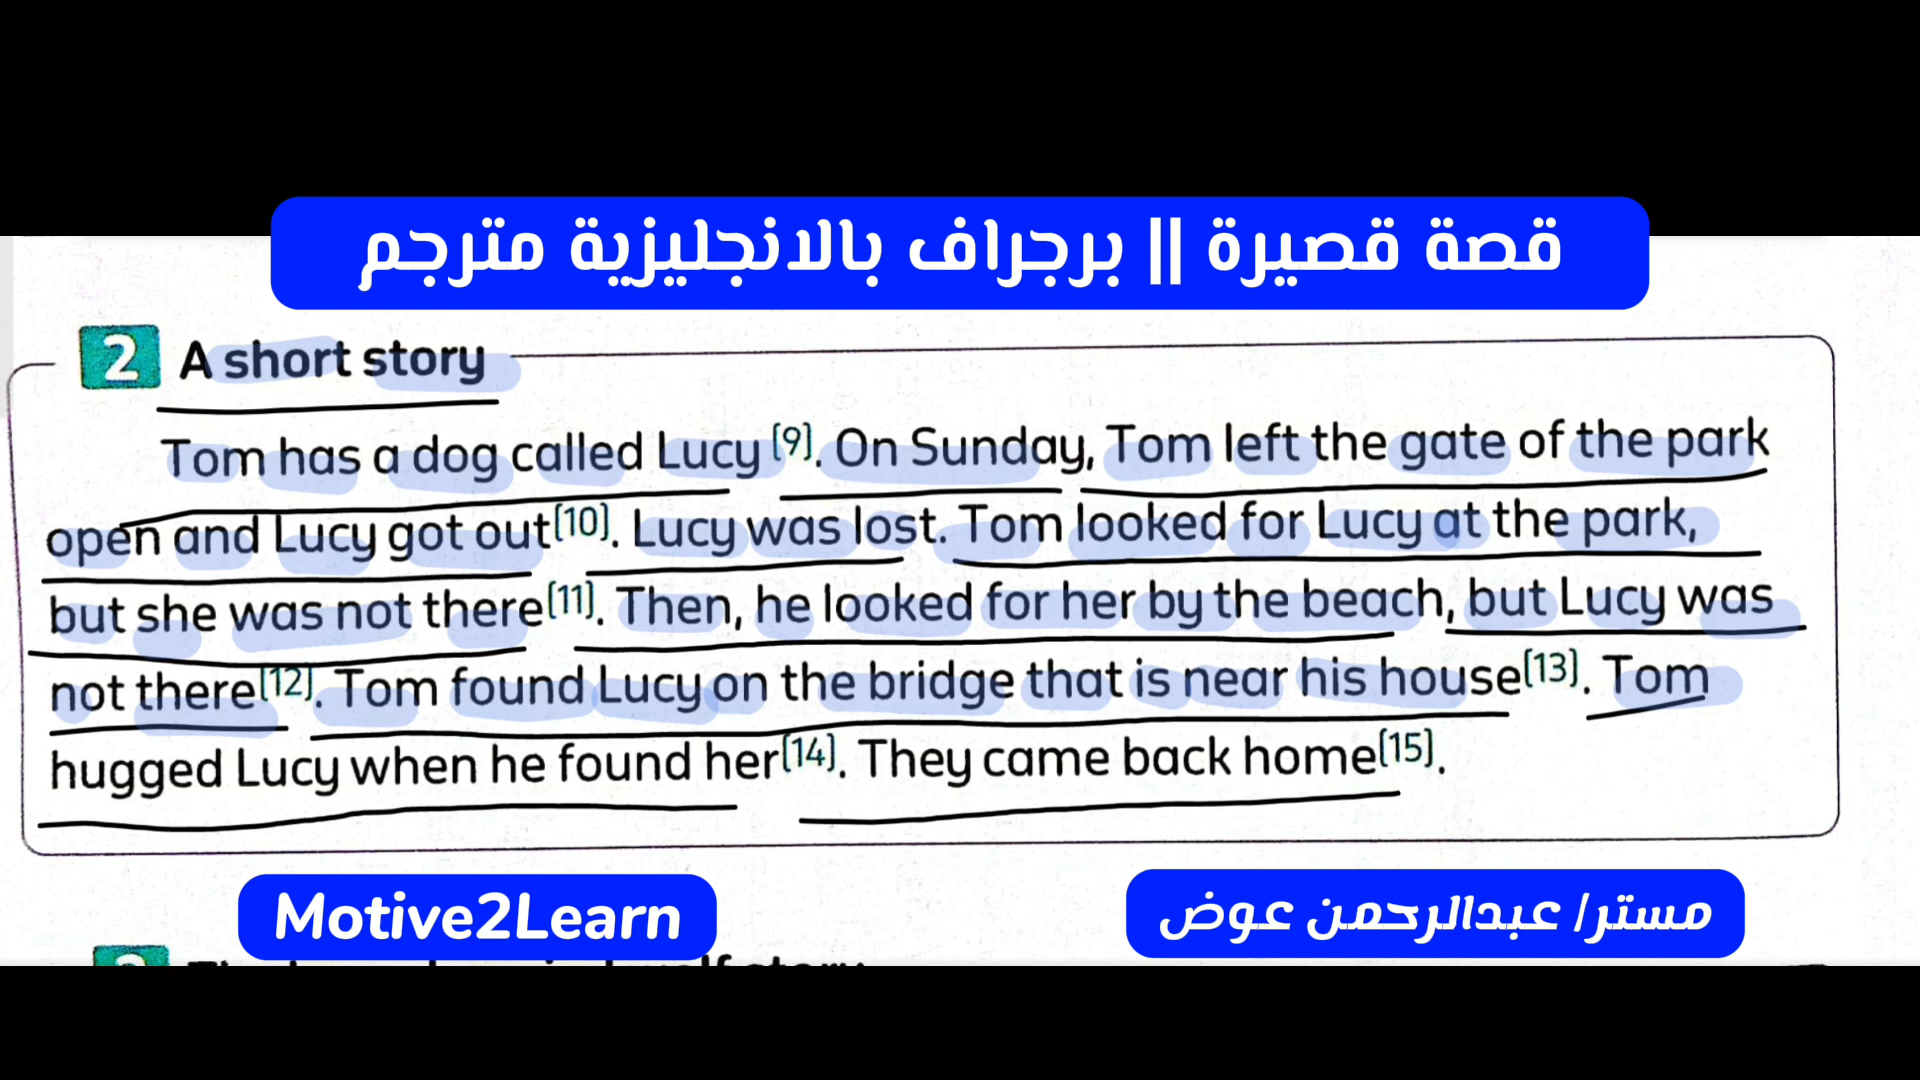 قصة قصيرة || برجراف بالانجليزية مترجم
2 A short story
Tom has a dog called Lucy [9]. On Sunday, Tom left the gate of the park
open and Lucy got out[10]. Lucy was lost. Tom looked for Lucy at the park,
but she was not there[11]. Then, he looked for her by the beach, but Lucy was
not there[12]. Tom found Lucy on the bridge that is near his house[13]. Tom
hugged Lucy when he found her[14]. They came back home[15].
Motive2Learn
مستر/ عبدالرحمن عوض
story